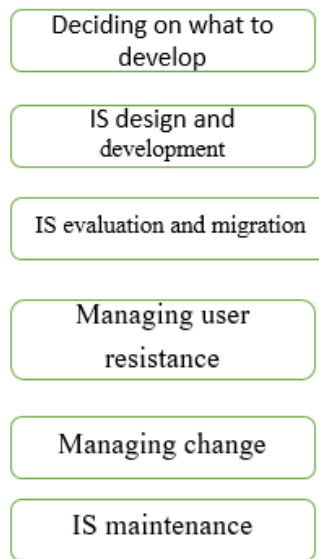 Deciding on what to
develop
IS design and
development
IS evaluation and migration
Managing user
resistance
Managing change
IS maintenance